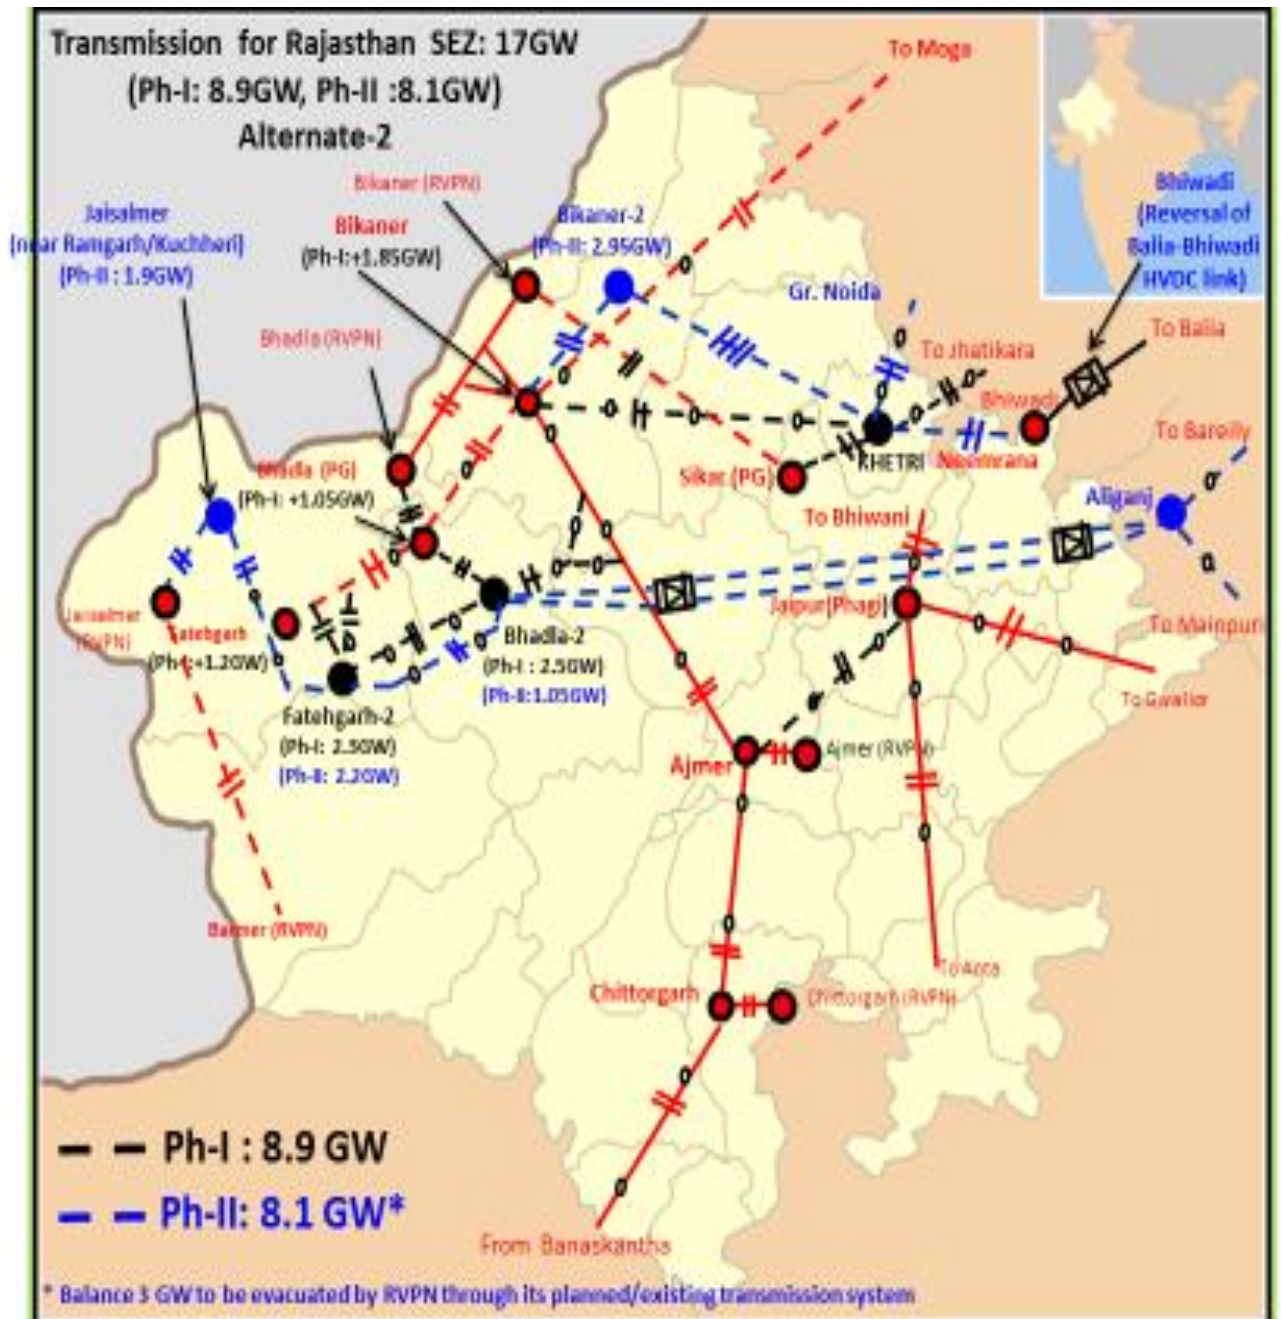 Transmission for Rajasthan SEZ: 17GW
(Ph-I: 8.9GW, Ph-II :8.1GW)
Alternate-2
To Moga
Bikaner (RVPN)
Bikaner
(Ph-I:+1.85GW)
Bikaner-2
(Ph-II: 2.95GW)
Jaisalmer
(near Ramgarh/Kuchheri)
(Ph-II : 1.9GW)
Bhiwadi
(Reversal of
Balia-Bhiwadi
HVDC link)
Gr. Noida
To Balia
To Jhatikara
Bhadla (RVPN)
Bhiwadi
To Bareilly
KHETRI
Neemrana
Sikar (PG)
Bhadla (PG)
(Ph-I: +1.05GW)
Aliganj
To Bhiwani
Jaipur(Phagi)
Jaisalmer
(RVPN)
Fatehgarh
(Ph-I:+1.2GW)
Bhadla-2
(Ph-I : 2.5GW)
(Ph-II:1.05GW)
To Mainpuri
To Gwalior
Fatehgarh-2
(Ph-I: 2.3GW)
(Ph-II: 2.2GW)
Ajmer
Ajmer (RVPN)
Barmer (RVPN)
To Anta
Chittorgarh
Chittorgarh (RVPN)
Ph-I : 8.9 GW
Ph-II: 8.1 GW*
From Banaskantha
* Balance 3 GW to be evacuated by RVPN through its planned/existing transmission system